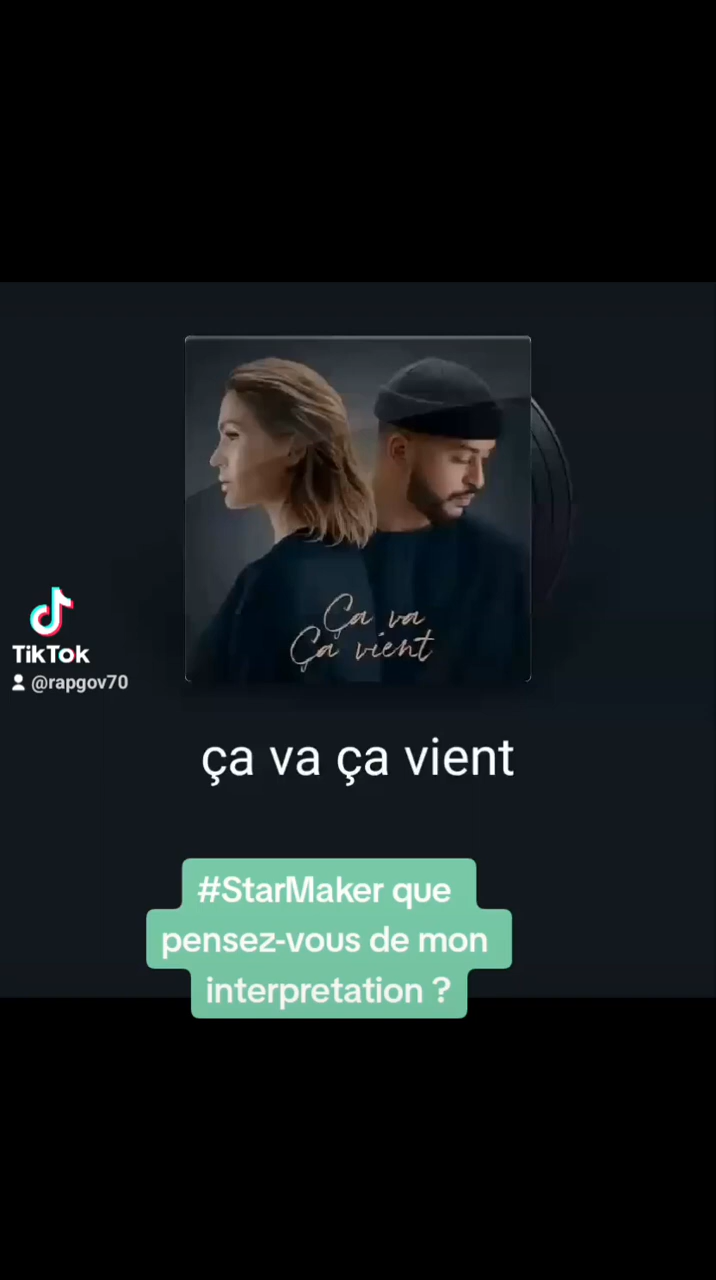 Ça va
Ça vient
TikTok
@rapgov70
ça va ça vient
#StarMaker que
pensez-vous de mon
interpretation ?